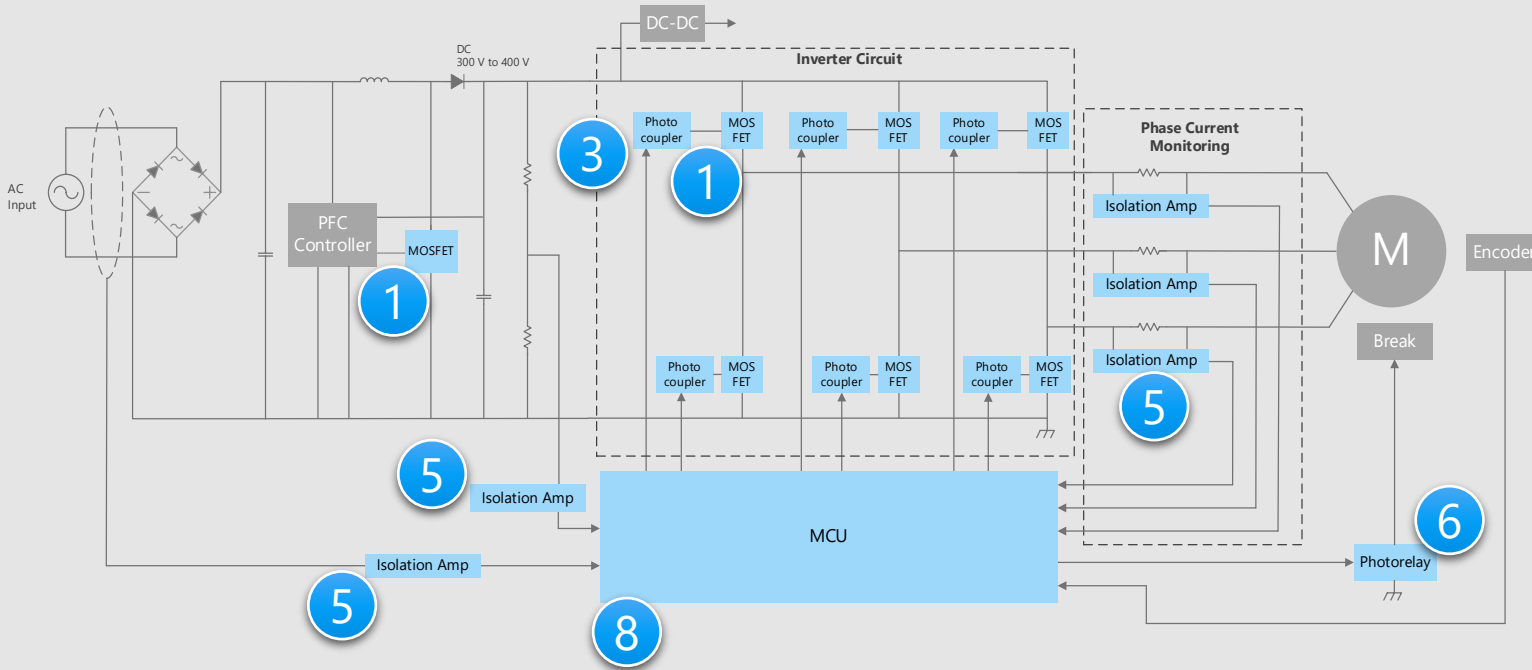 DC-DC
DC
300 V to 400 V
Inverter Circuit
Photo
coupler
MOS
FET
Photo
coupler
MOS
FET
Photo
coupler
MOS
FET
3
1
Phase Current
Monitoring
AC
Input
PFC
Controller
MOSFET
1
Isolation Amp
Isolation Amp
Isolation Amp
5
M
Encoder
Break
Photo
coupler
MOS
FET
Photo
coupler
MOS
FET
Photo
coupler
MOS
FET
5
Isolation Amp
MCU
6
Photorelay
Isolation Amp
5
8